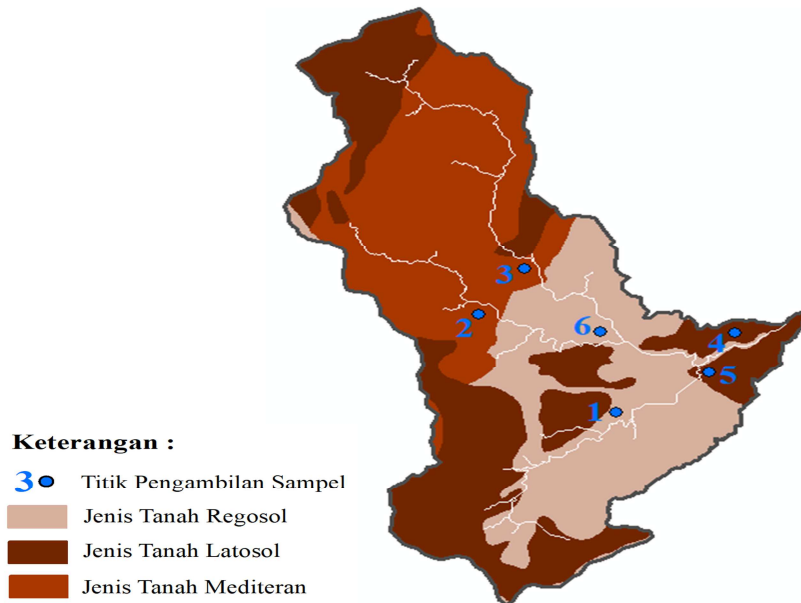 3
2
6
4
5
1
Keterangan :
3 Titik Pengambilan Sampel
Jenis Tanah Regosol
Jenis Tanah Latosol
Jenis Tanah Mediteran